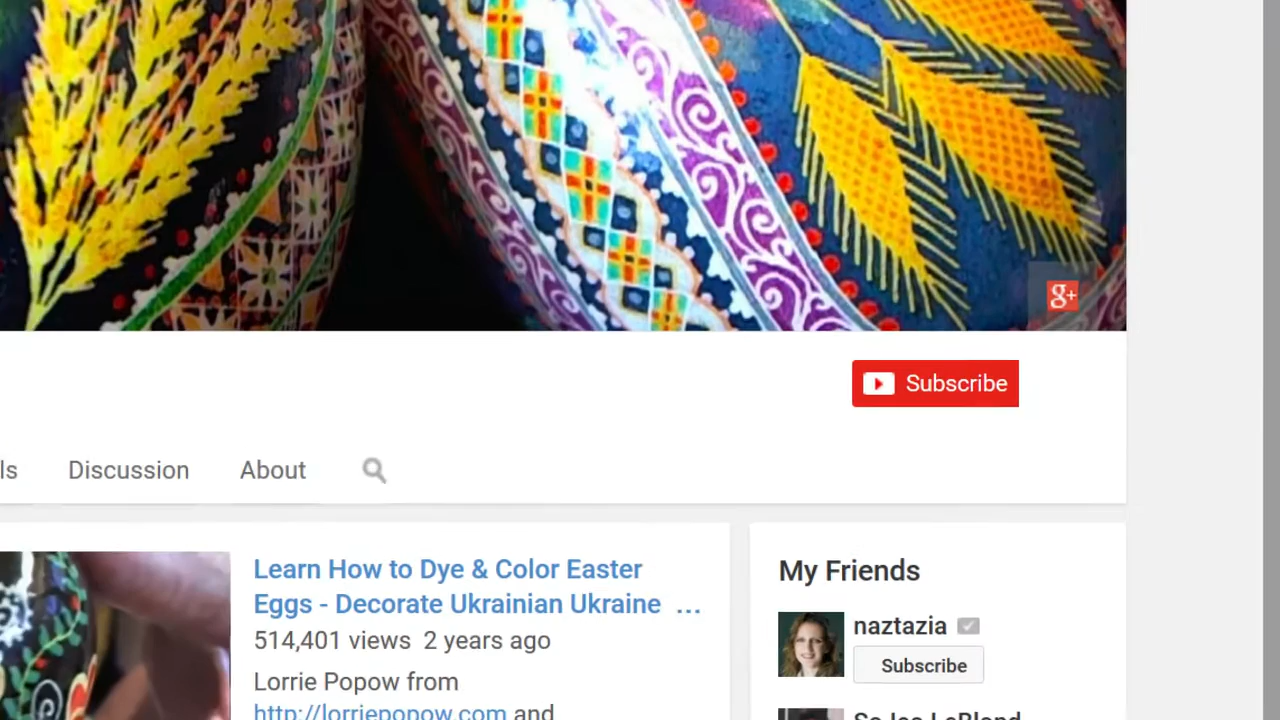 g+
Subscribe
ls Discussion About
Learn How to Dye & Color Easter
Eggs - Decorate Ukrainian Ukraine ...
514,401 views 2 years ago
Lorrie Popow from
http://lorriepopow.com and
My Friends
naztazia
Subscribe